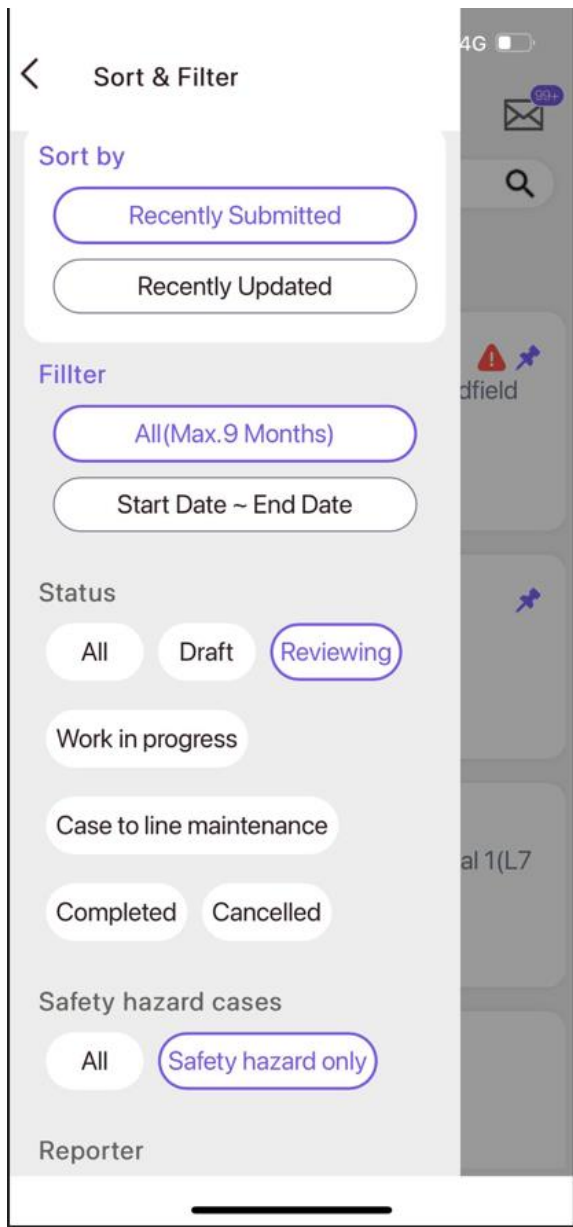 4G
Sort & Filter
99+
Sort by
Recently Submitted
Recently Updated
Fillter
dfield
All(Max.9 Months)
Start Date ~ End Date
Status
All Draft Reviewing
Work in progress
Case to line maintenance
al 1(L7
Completed Cancelled
Safety hazard cases
All Safety hazard only
Reporter